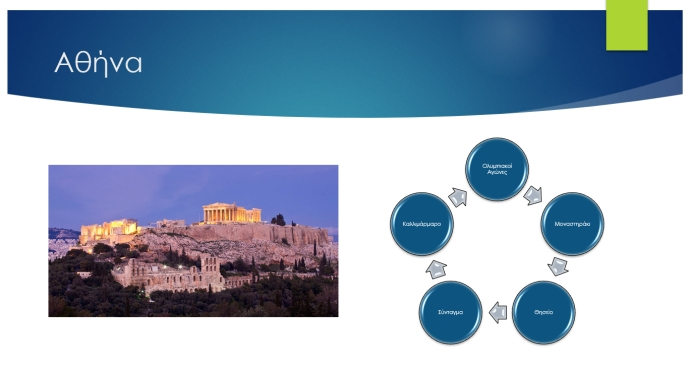 Αθήνα
Ολυμπιακοί
Αγώνες
Μοναστηράκι
Θησείο
Σύνταγμα
Καλλιμάρμαρο